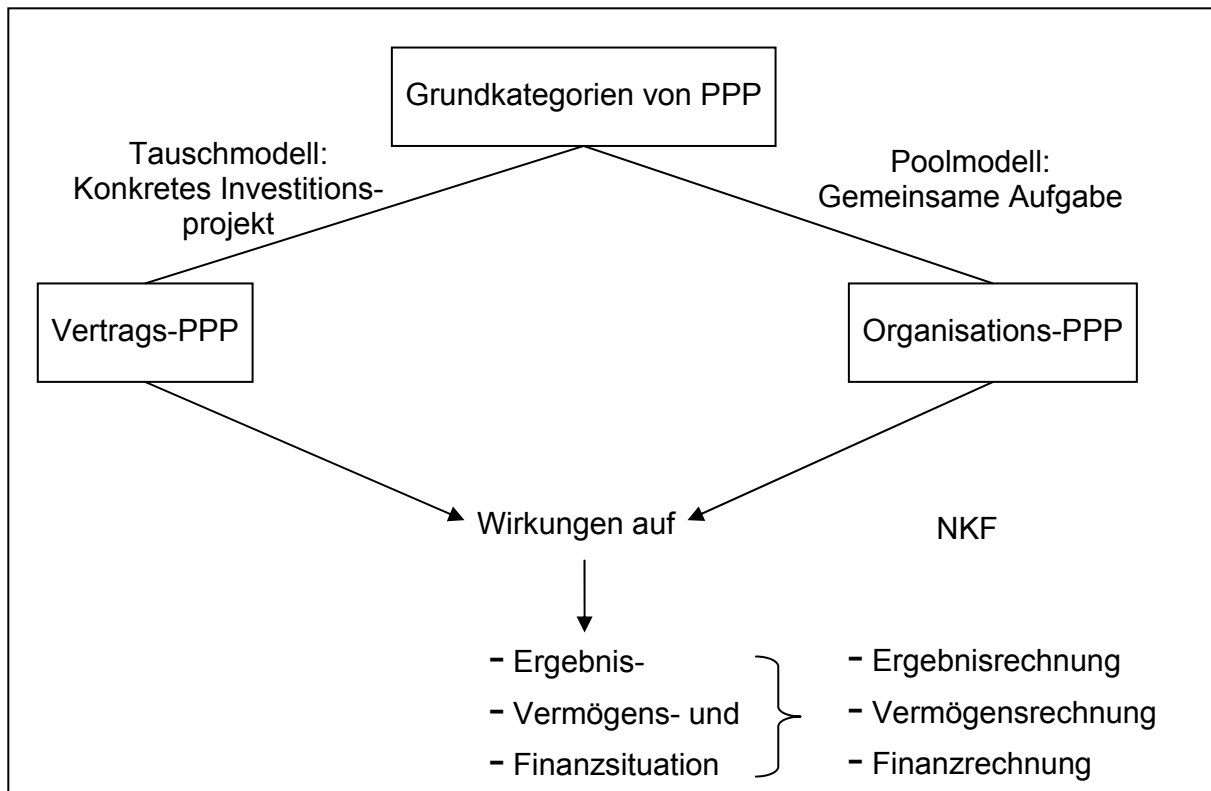 Grundkategorien von PPP
Tauschmodell:
Konkretes Investitions-
projekt
Poolmodell:
Gemeinsame Aufgabe
Vertrags-PPP
Organisations-PPP
Wirkungen auf
NKF
- Ergebnis-
- Vermögens- und
- Finanzsituation
- Ergebnisrechnung
- Vermögensrechnung
- Finanzrechnung